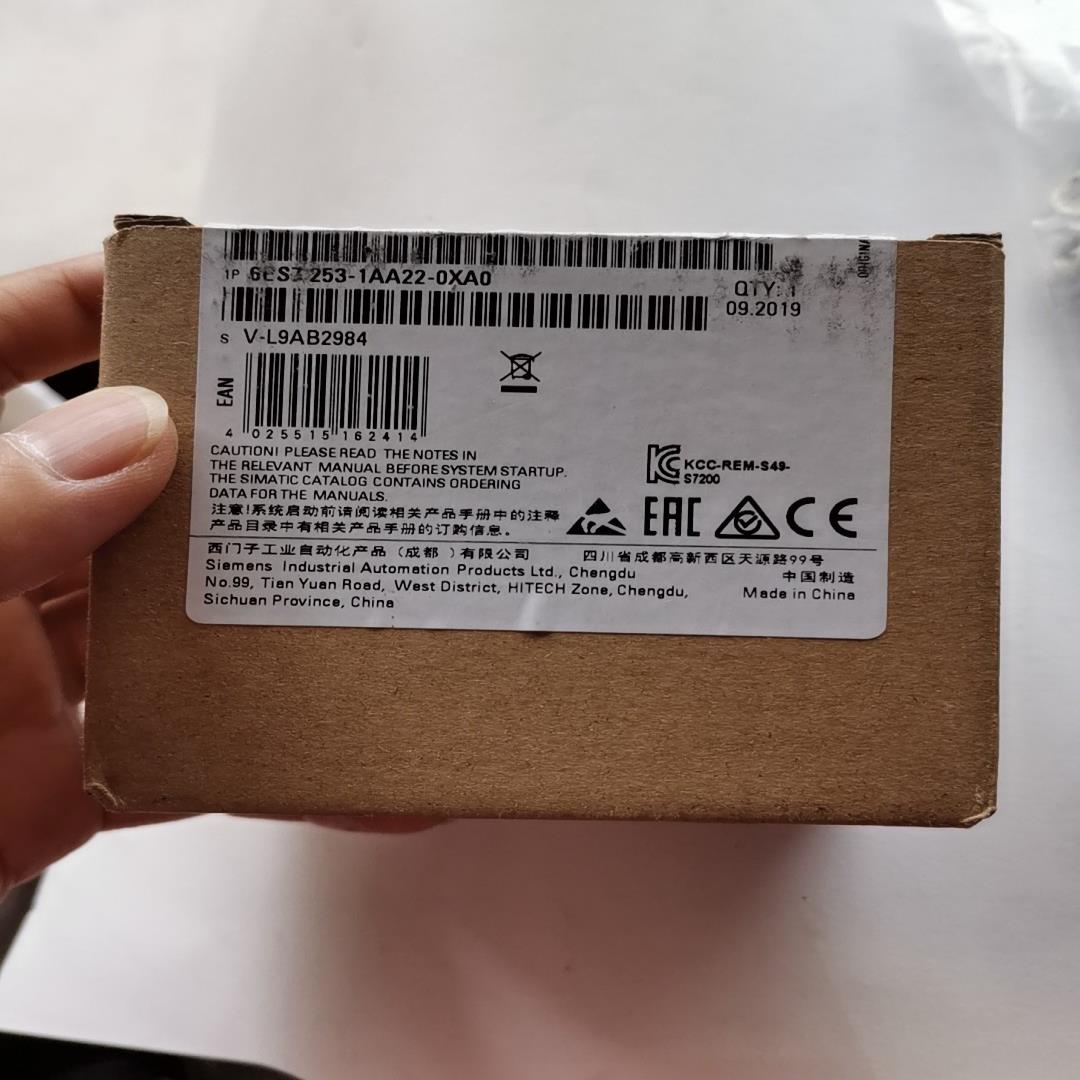 1P 6ES7 253-1AA22-0XA0
QTY: 1
09.2019
S V-L9AB2984
EAN
4 025515 162414
CAUTION! PLEASE READ THE NOTES IN
THE RELEVANT MANUAL BEFORE SYSTEM STARTUP.
THE SIMATIC CATALOG CONTAINS ORDERING
DATA FOR THE MANUALS.
注意!系统启动前请阅读相关产品手册中的注释
产品目录中有相关产品手册的订购信息。
KCC-REM-S49-
S7200
EAC CE
西门子工业自动化产品（成都）有限公司 四川省成都高新西区天源路99号
Siemens Industrial Automation Products Ltd., Chengdu 中国制造
No.99, Tian Yuan Road, West District, HITECH Zone, Chengdu, Made in China
Sichuan Province, China